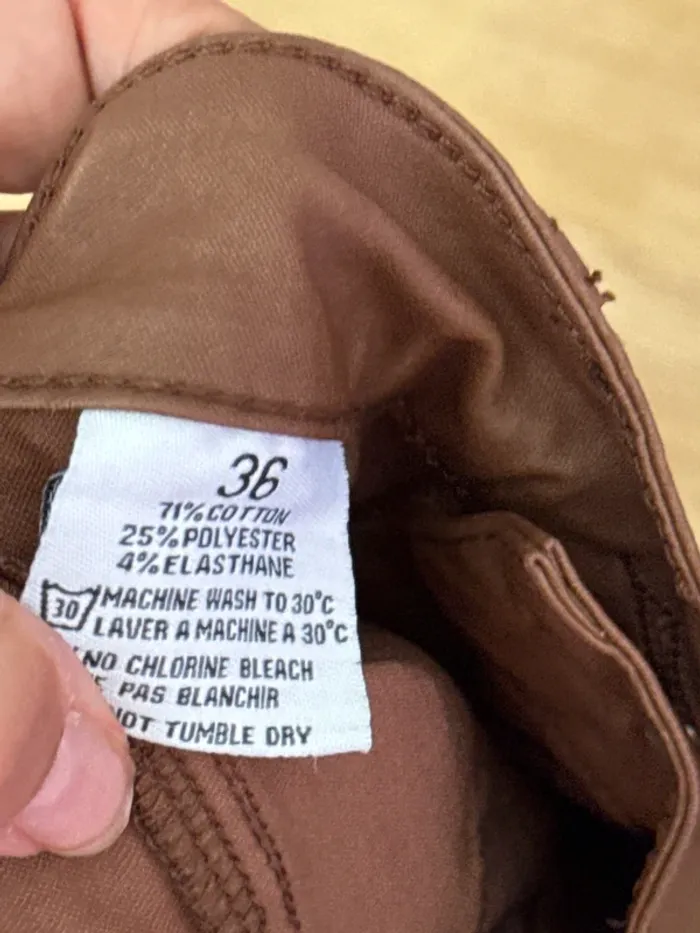 36
71% COTTON
25% POLYESTER
4% ELASTHANE
30 MACHINE WASH TO 30°C
LAVER A MACHINE A 30°C
NO CHLORINE BLEACH
PAS BLANCHIR
NOT TUMBLE DRY